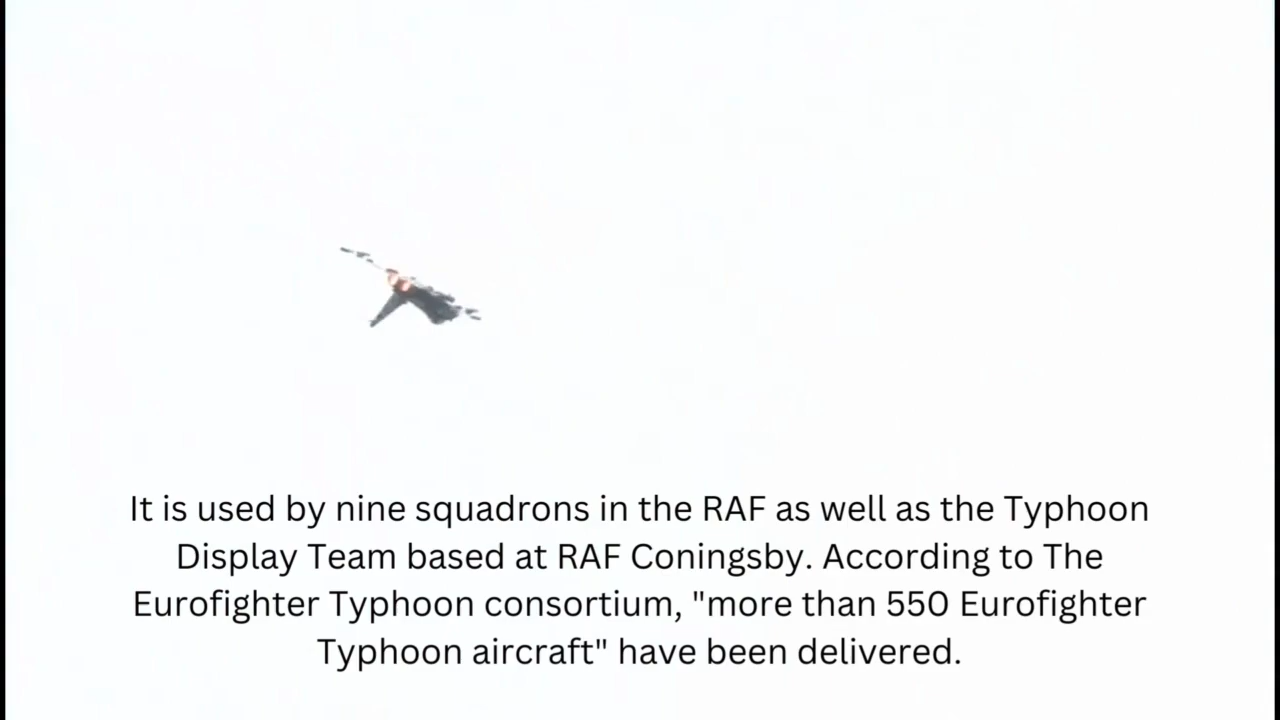 It is used by nine squadrons in the RAF as well as the Typhoon
Display Team based at RAF Coningsby. According to The
Eurofighter Typhoon consortium, "more than 550 Eurofighter
Typhoon aircraft" have been delivered.